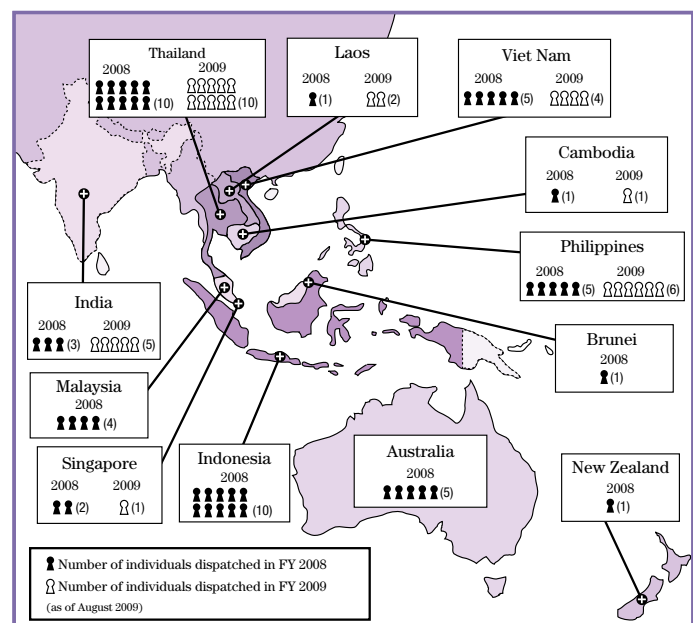 Thailand
2008 2009
(10) (10)
Laos
2008 2009
(1) (2)
Viet Nam
2008 2009
(5) (4)
Cambodia
2008 2009
(1) (1)
Philippines
2008 2009
(5) (6)
India
2008 2009
(3) (5)
Brunei
2008
(1)
Malaysia
2008
(4)
Singapore
2008 2009
(2) (1)
Indonesia
2008
(10)
Australia
2008
(5)
New Zealand
2008
(1)
Number of individuals dispatched in FY 2008
Number of individuals dispatched in FY 2009
(as of August 2009)